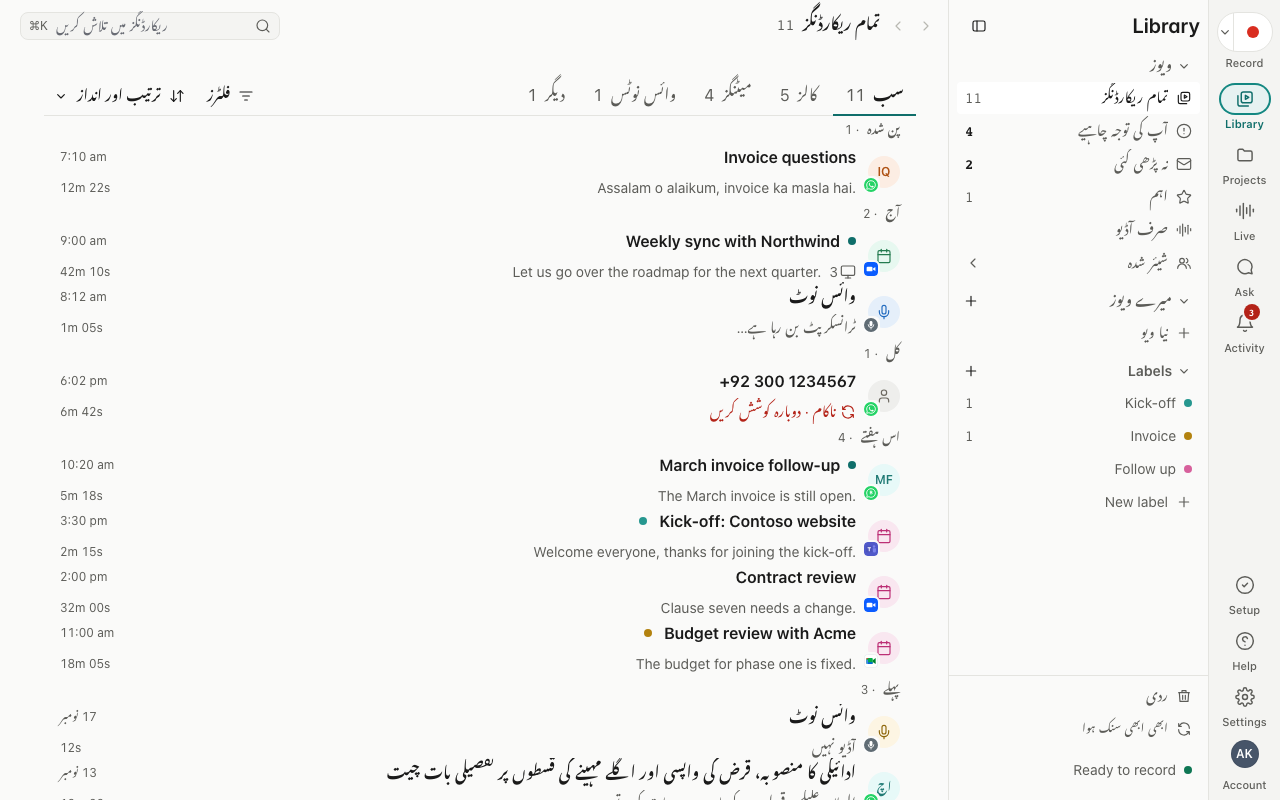 Record
Library
Projects
Live
Ask
3
Activity
Setup
Help
Settings
AK
Account
Library
ویوز
تمام ریکارڈنگز 11
آپ کی توجہ چاہیے 4
نہ پڑھی گئی 2
اہم 1
صرف آڈیو
شیئر شدہ
میرے ویوز
نیا ویو
Labels
Kick-off 1
Invoice 1
Follow up
New label
ردی
ابھی ابھی سنک ہوا
Ready to record
تمام ریکارڈنگز 11
ریکارڈنگز میں تلاش کریں ⌘K
سب 11 کالز 5 میٹنگز 4 وائس نوٹس 1 دیگر 1
فلٹرز ترتیب اور انداز
پن شدہ · 1
IQ
Invoice questions 7:10 am
Assalam o alaikum, invoice ka masla hai. 12m 22s
آج · 2
Weekly sync with Northwind 9:00 am
3 Let us go over the roadmap for the next quarter. 42m 10s
وائس نوٹ 8:12 am
ٹرانسکرپٹ بن رہا ہے... 1m 05s
کل · 1
+92 300 1234567 6:02 pm
ناکام · دوبارہ کوشش کریں 6m 42s
اس ہفتے · 4
MF
March invoice follow-up 10:20 am
The March invoice is still open. 5m 18s
Kick-off: Contoso website 3:30 pm
Welcome everyone, thanks for joining the kick-off. 2m 15s
Contract review 2:00 pm
Clause seven needs a change. 32m 00s
Budget review with Acme 11:00 am
The budget for phase one is fixed. 18m 05s
پہلے · 3
وائس نوٹ 17 نومبر
آڈیو نہیں 12s
اچ
ادائیگی کا منصوبہ، قرض کی واپسی اور اگلے مہینے کی قسطوں پر تفصیلی بات چیت 13 نومبر